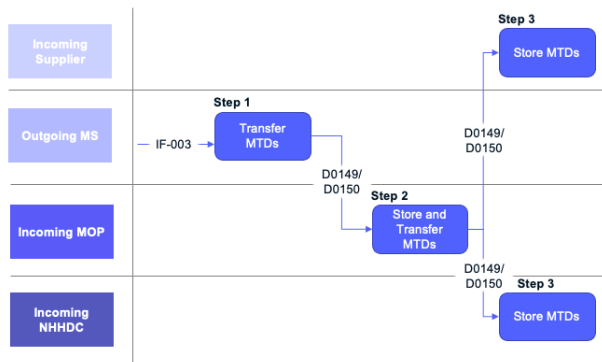 Incoming
Supplier
Step 3
Store MTDs
Outgoing MS
IF-003
Step 1
Transfer
MTDs
D0149/
D0150
D0149/
D0150
Incoming MOP
Step 2
Store and
Transfer
MTDs
D0149/
D0150
Incoming
NHHDC
Step 3
Store MTDs